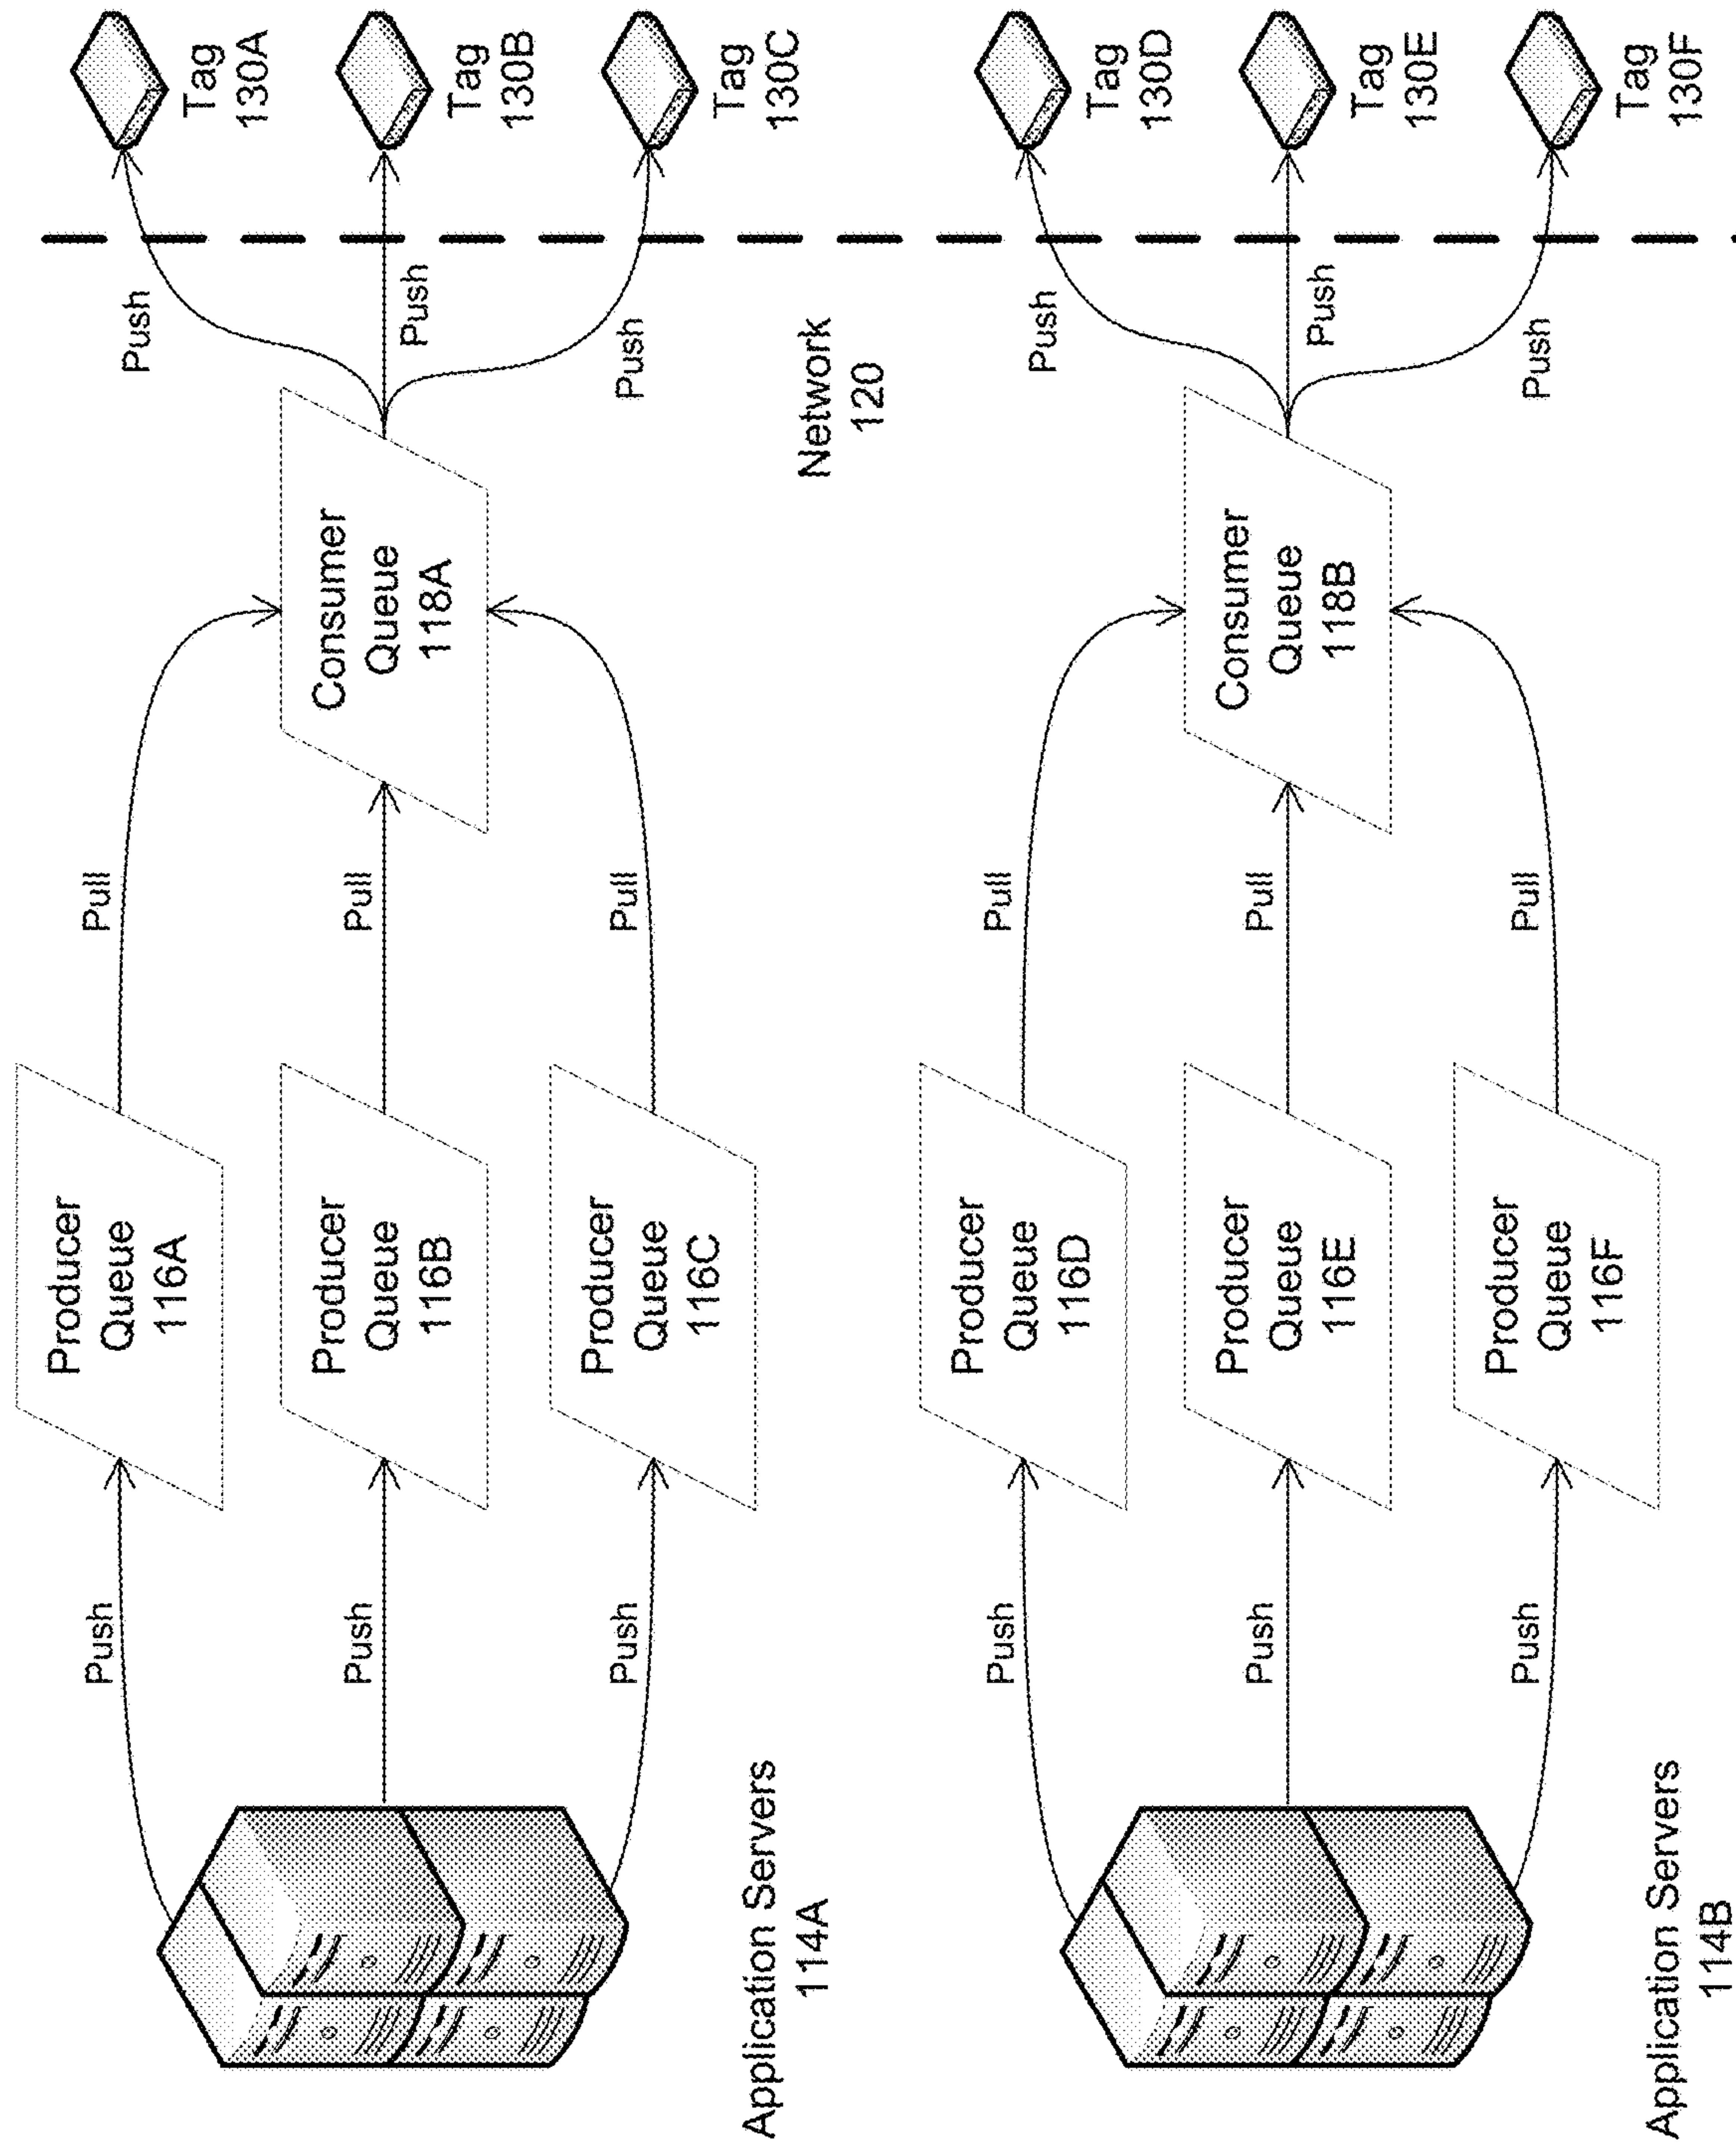 Push
Producer
Queue
116A
Pull
Push
Tag
130A
Push
Producer
Queue
116B
Pull
Consumer
Queue
118A
Push
Tag
130B
Push
Producer
Queue
116C
Pull
Push
Tag
130C
Application Servers
114A
Network
120
Push
Producer
Queue
116D
Pull
Push
Tag
130D
Push
Producer
Queue
116E
Pull
Consumer
Queue
118B
Push
Tag
130E
Push
Producer
Queue
116F
Pull
Push
Tag
130F
Application Servers
114B